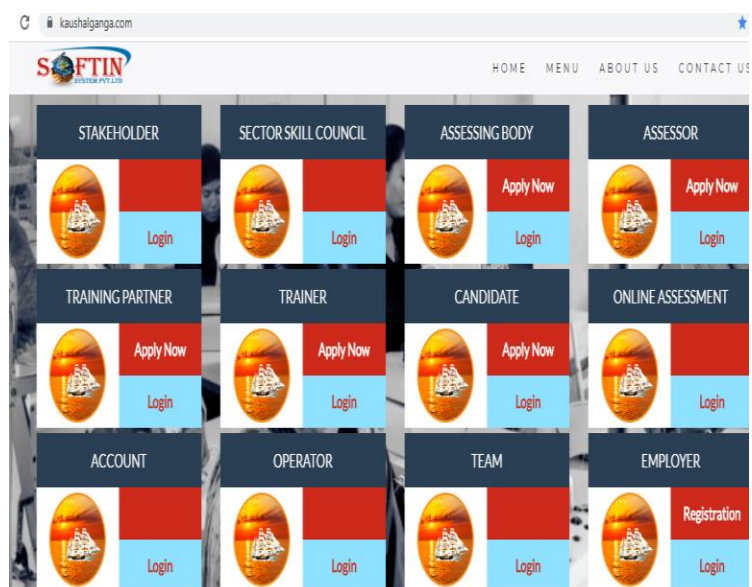 kaushalganga.com
SOFTIN
SYSTEM PVT.LTD
HOME MENU ABOUT US CONTACT US
STAKEHOLDER SECTOR SKILL COUNCIL ASSESSING BODY ASSESSOR
Apply Now Apply Now
Login Login Login Login
TRAINING PARTNER TRAINER CANDIDATE ONLINE ASSESSMENT
Apply Now Apply Now Apply Now
Login Login Login Login
ACCOUNT OPERATOR TEAM EMPLOYER
Registration
Login Login Login Login